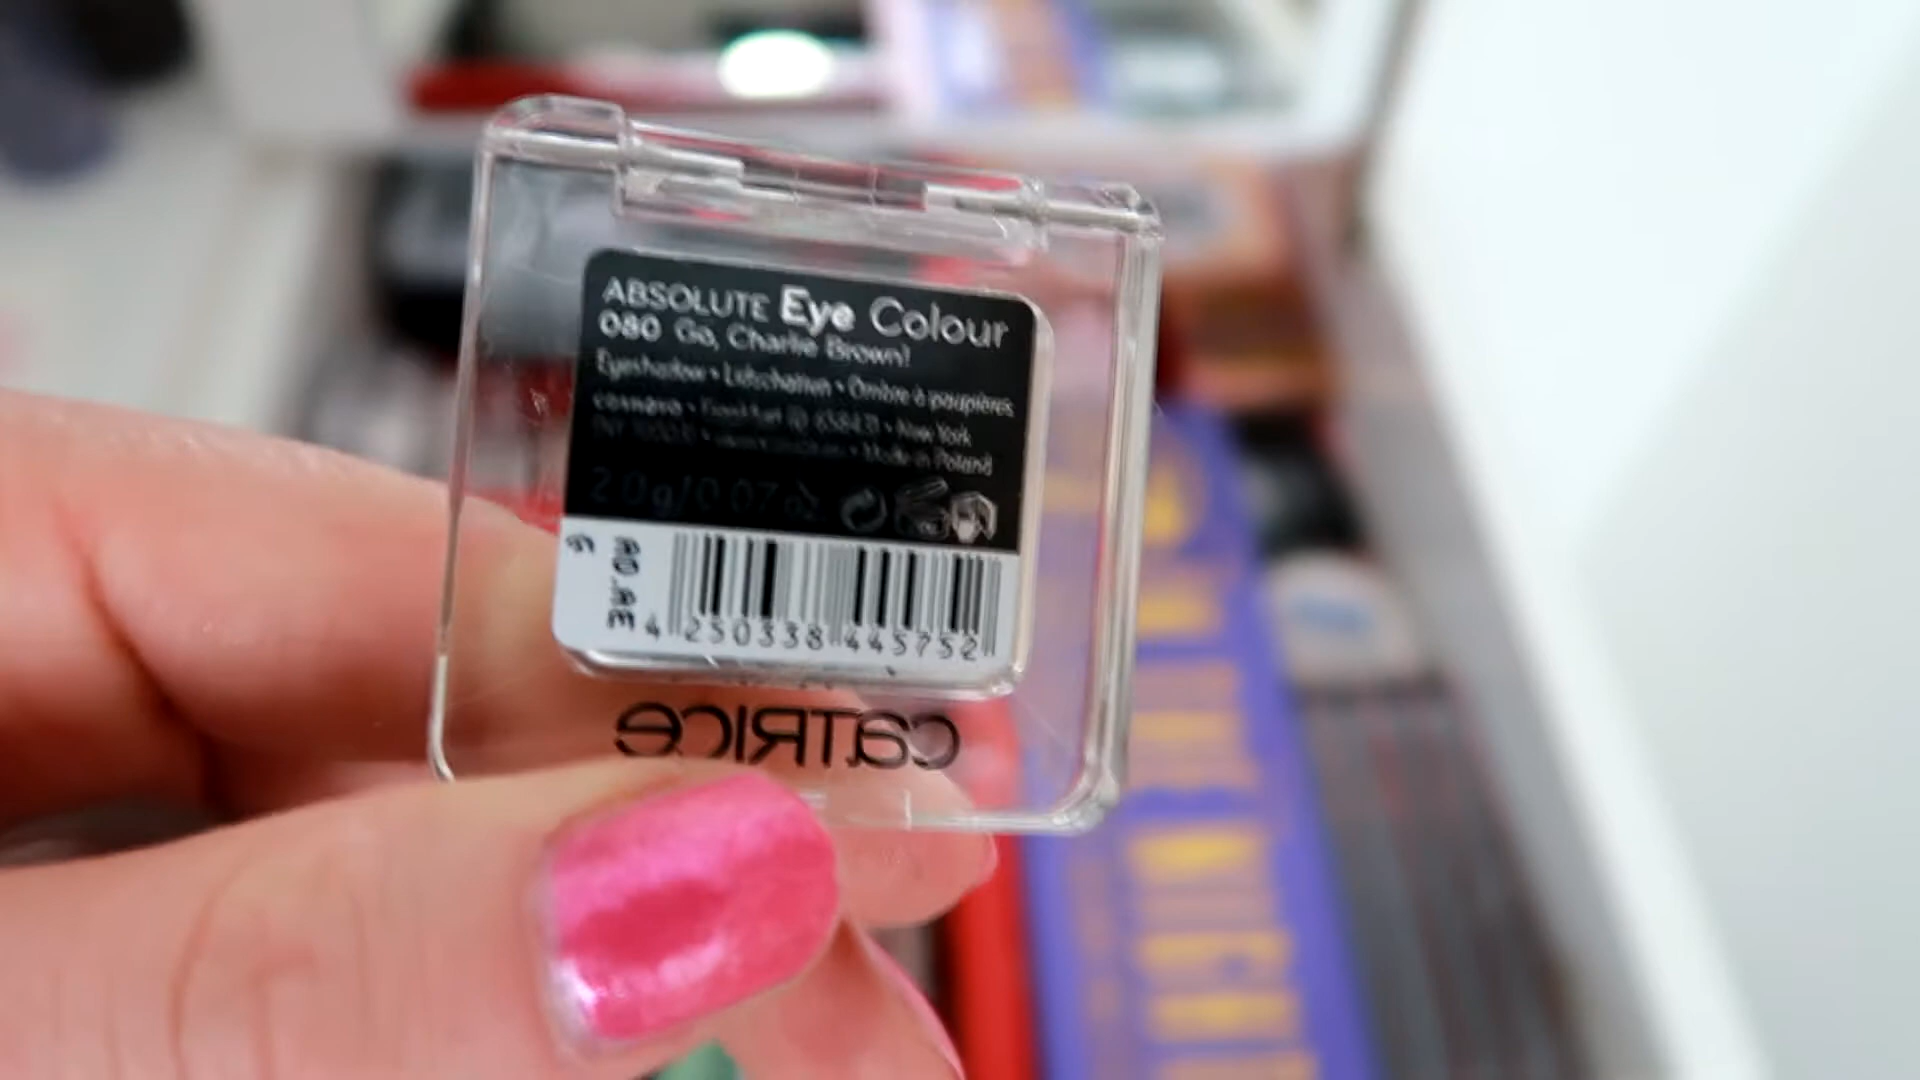 ABSOLUTE Eye Colour
080 Go, Charlie Brown!
Eyeshadow • Lidschatten • Ombre à paupières
cosnova • Frankfurt • New York
• Made in Poland
2.0g/0.07 oz.
4 250338 445752
CATRICE